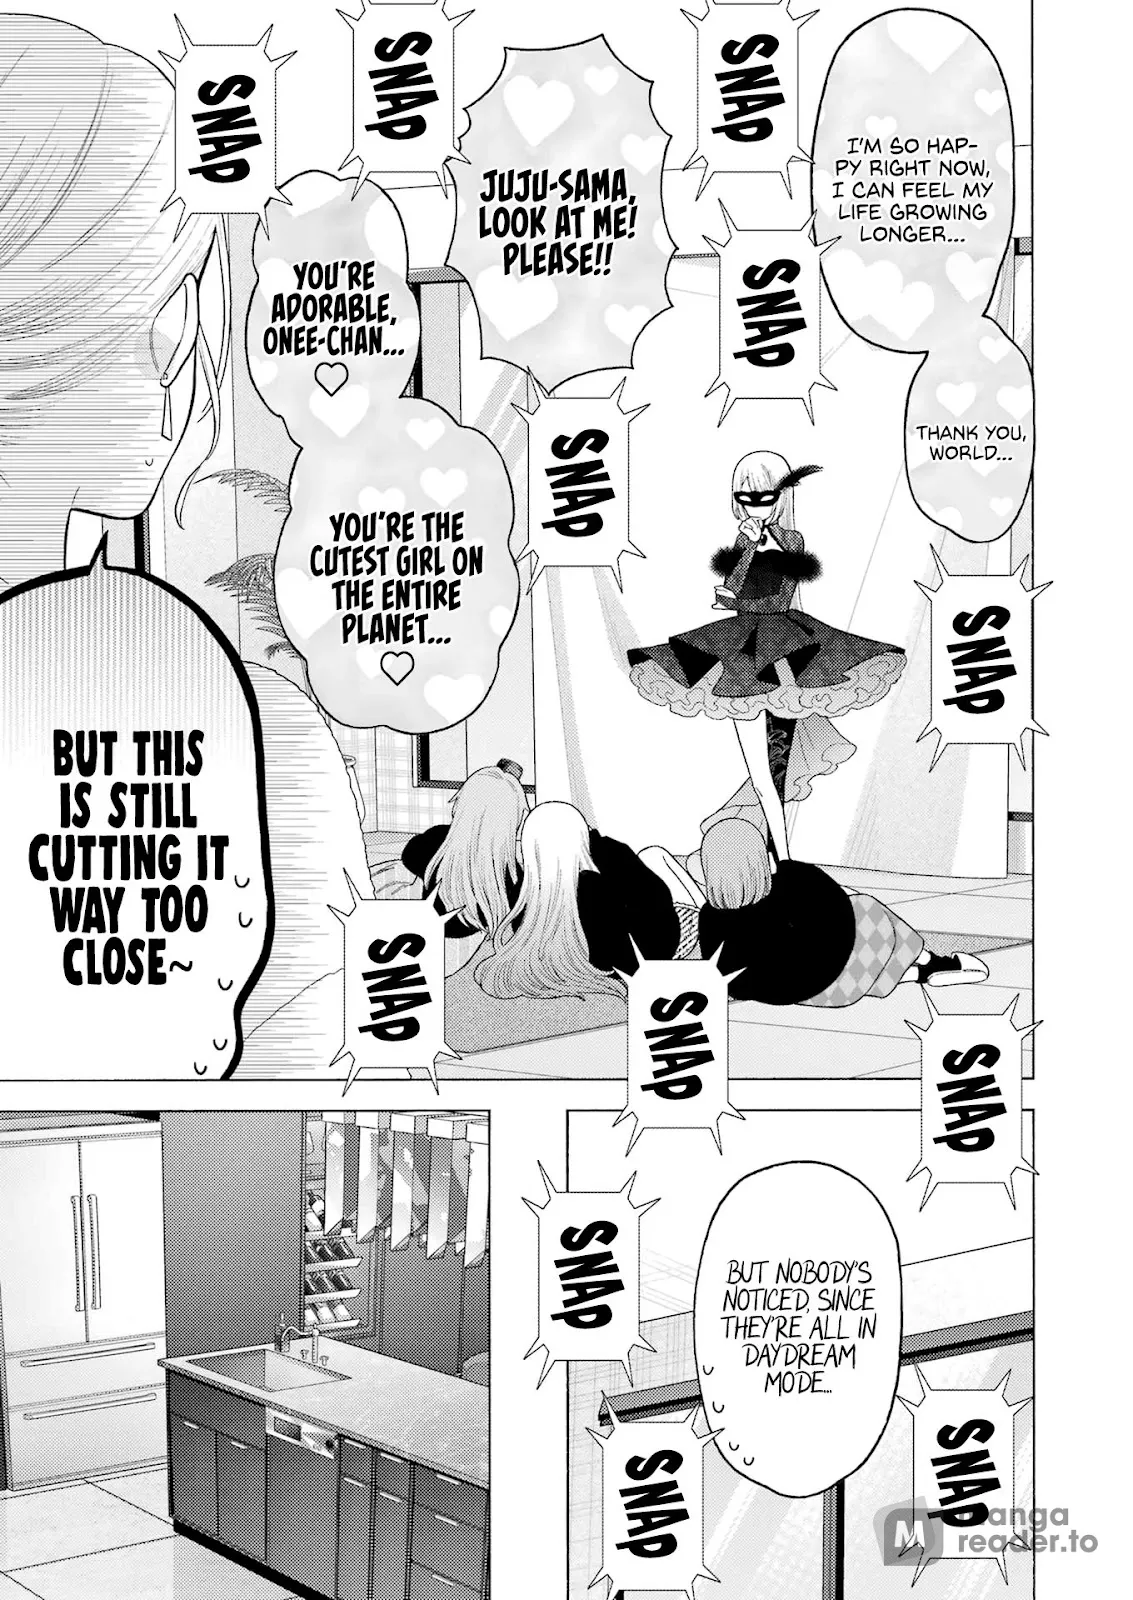 I'M SO HAP-
PY RIGHT NOW,
I CAN FEEL MY
LIFE GROWING
LONGER...
THANK YOU,
WORLD...
SNAP
SNAP
SNAP
SNAP
JUJU-SAMA,
LOOK AT ME!
PLEASE!!
SNAP
SNAP
YOU'RE
ADORABLE,
ONEE-CHAN...
♡
YOU'RE THE
CUTEST GIRL ON
THE ENTIRE
PLANET...
♡
BUT THIS
IS STILL
CUTTING IT
WAY TOO
CLOSE~
SNAP
SNAP
SNAP
BUT NOBODY'S
NOTICED, SINCE
THEY'RE ALL IN
DAYDREAM
MODE...
SNAP
SNAP
SNAP
M manga
reader.to